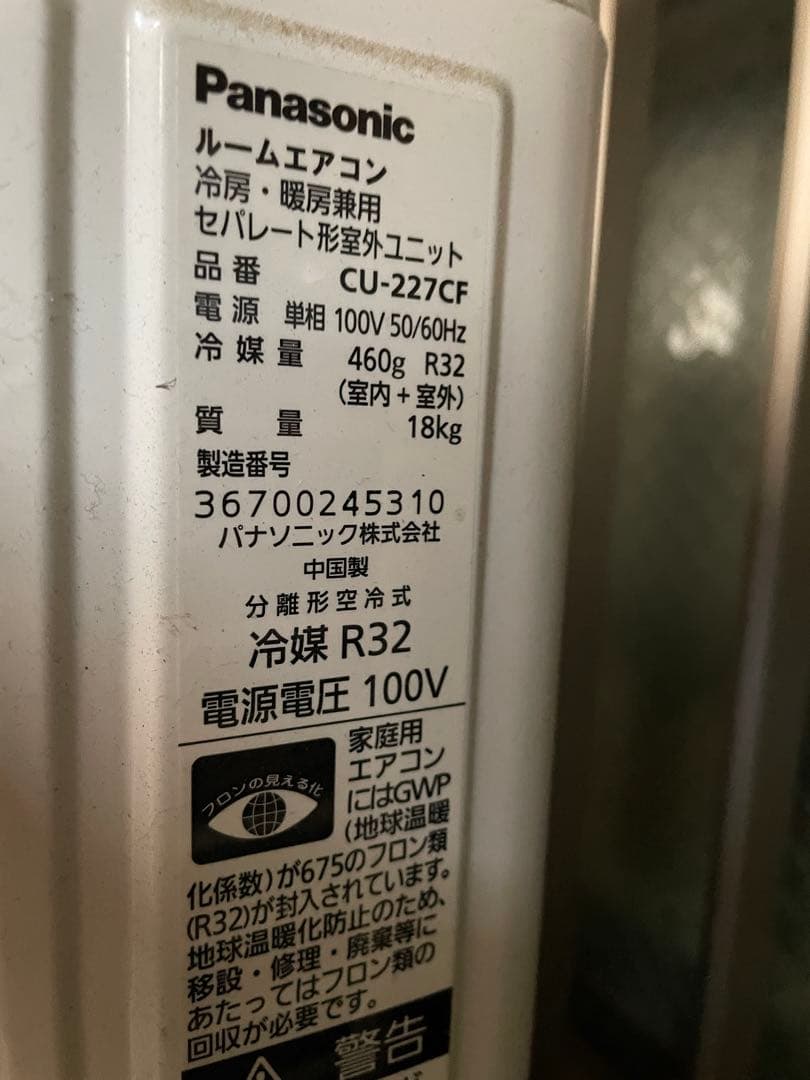 Panasonic
ルームエアコン
冷房・暖房兼用
セパレート形室外ユニット
品番 CU-227CF
電源 単相 100V 50/60Hz
冷媒量 460g R32
(室内+室外)
質量 18kg
製造番号
36700245310
パナソニック株式会社
中国製
分離形空冷式
冷媒 R32
電源電圧 100V
フロンの見える化
家庭用
エアコン
にはGWP
(地球温暖
化係数)が675のフロン類
(R32)が封入されています。
地球温暖化防止のため、
移設・修理・廃棄等に
あたってはフロン類の
回収が必要です。
警告